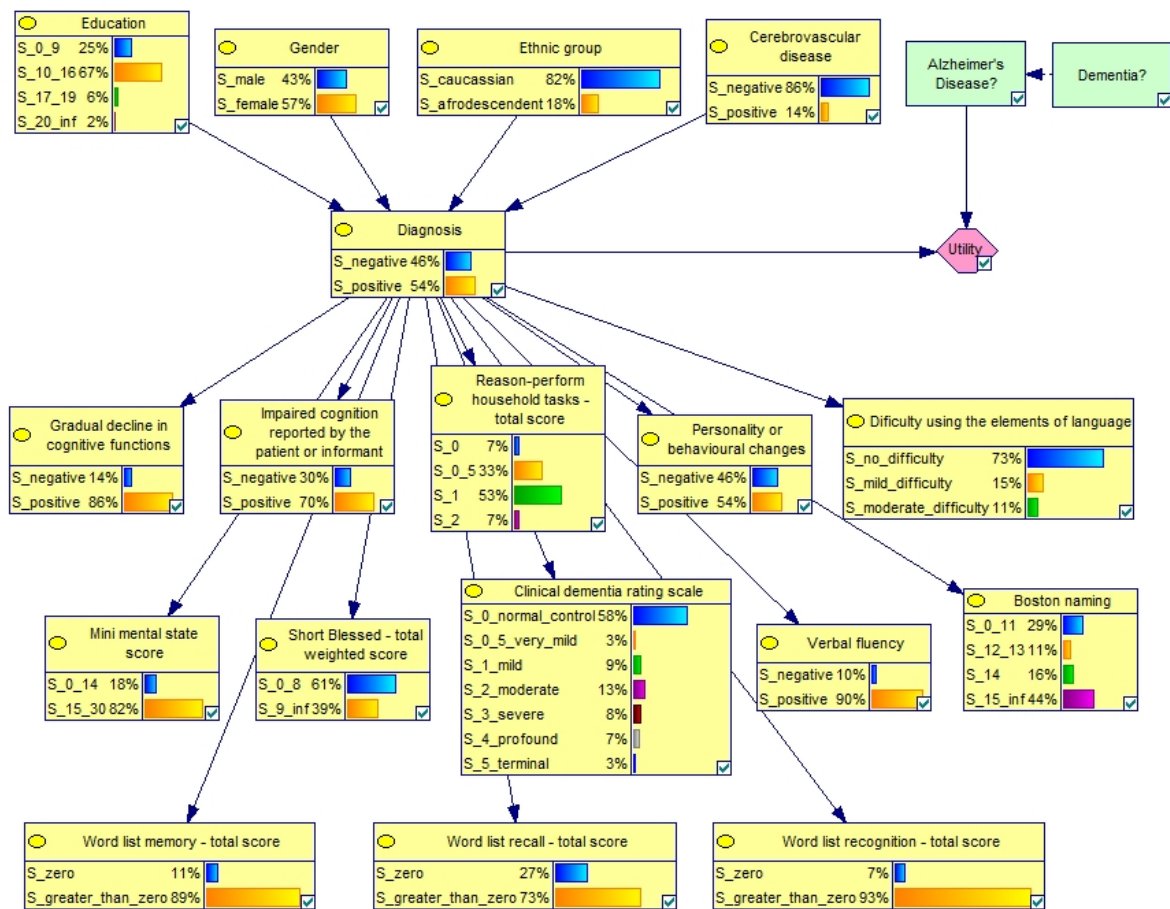 Education
S_0_9 25%
S_10_16 67%
S_17_19 6%
S_20_inf 2%
Gender
S_male 43%
S_female 57%
Ethnic group
S_caucassian 82%
S_afrodescendent 18%
Cerebrovascular
disease
S_negative 86%
S_positive 14%
Alzheimer's
Disease?
Dementia?
Diagnosis
S_negative 46%
S_positive 54%
Utility
Gradual decline in
cognitive functions
S_negative 14%
S_positive 86%
Impaired cognition
reported by the
patient or informant
S_negative 30%
S_positive 70%
Reason-perform
household tasks -
total score
S_0 7%
S_0_5 33%
S_1 53%
S_2 7%
Personality or
behavioural changes
S_negative 46%
S_positive 54%
Dificulty using the elements of language
S_no_difficulty 73%
S_mild_difficulty 15%
S_moderate_difficulty 11%
Mini mental state
score
S_0_14 18%
S_15_30 82%
Short Blessed - total
weighted score
S_0_8 61%
S_9_inf 39%
Clinical dementia rating scale
S_0_normal_control 58%
S_0_5_very_mild 3%
S_1_mild 9%
S_2_moderate 13%
S_3_severe 8%
S_4_profound 7%
S_5_terminal 3%
Verbal fluency
S_negative 10%
S_positive 90%
Boston naming
S_0_11 29%
S_12_13 11%
S_14 16%
S_15_inf 44%
Word list memory - total score
S_zero 11%
S_greater_than_zero 89%
Word list recall - total score
S_zero 27%
S_greater_than_zero 73%
Word list recognition - total score
S_zero 7%
S_greater_than_zero 93%